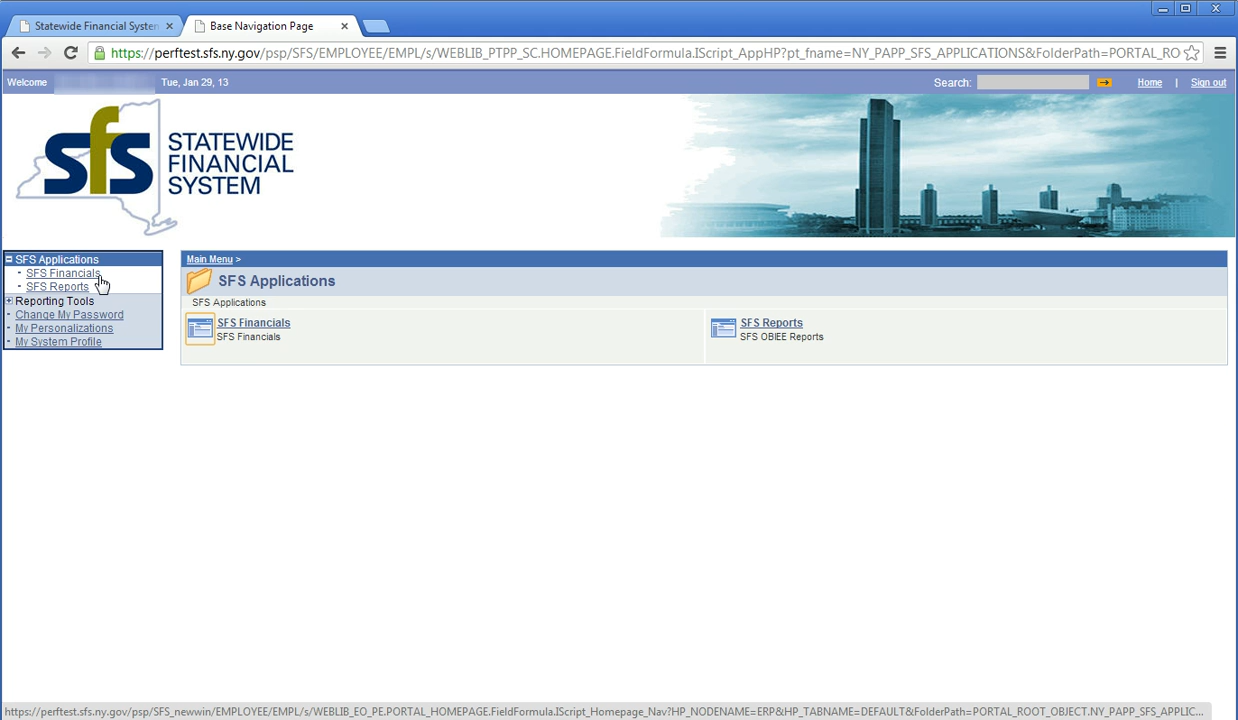 Statewide Financial System
Base Navigation Page
https://perftest.sfs.ny.gov/psp/SFS/EMPLOYEE/EMPL/s/WEBLIB_PTPP_SC.HOMEPAGE.FieldFormula.IScript_AppHP?pt_fname=NY_PAPP_SFS_APPLICATIONS&FolderPath=PORTAL_RO
Welcome Tue, Jan 29, 13 Search: Home | Sign out
sfs
STATEWIDE
FINANCIAL
SYSTEM
SFS Applications
SFS Financials
SFS Reports
Reporting Tools
Change My Password
My Personalizations
My System Profile
Main Menu >
SFS Applications
SFS Applications
SFS Financials
SFS Financials
SFS Reports
SFS OBIEE Reports
https://perftest.sfs.ny.gov/psp/SFS_newwin/EMPLOYEE/EMPL/s/WEBLIB_EO_PE.PORTAL_HOMEPAGE.FieldFormula.IScript_Homepage_Nav?HP_NODENAME=ERP&HP_TABNAME=DEFAULT&FolderPath=PORTAL_ROOT_OBJECT.NY_PAPP_SFS_APPLIC...